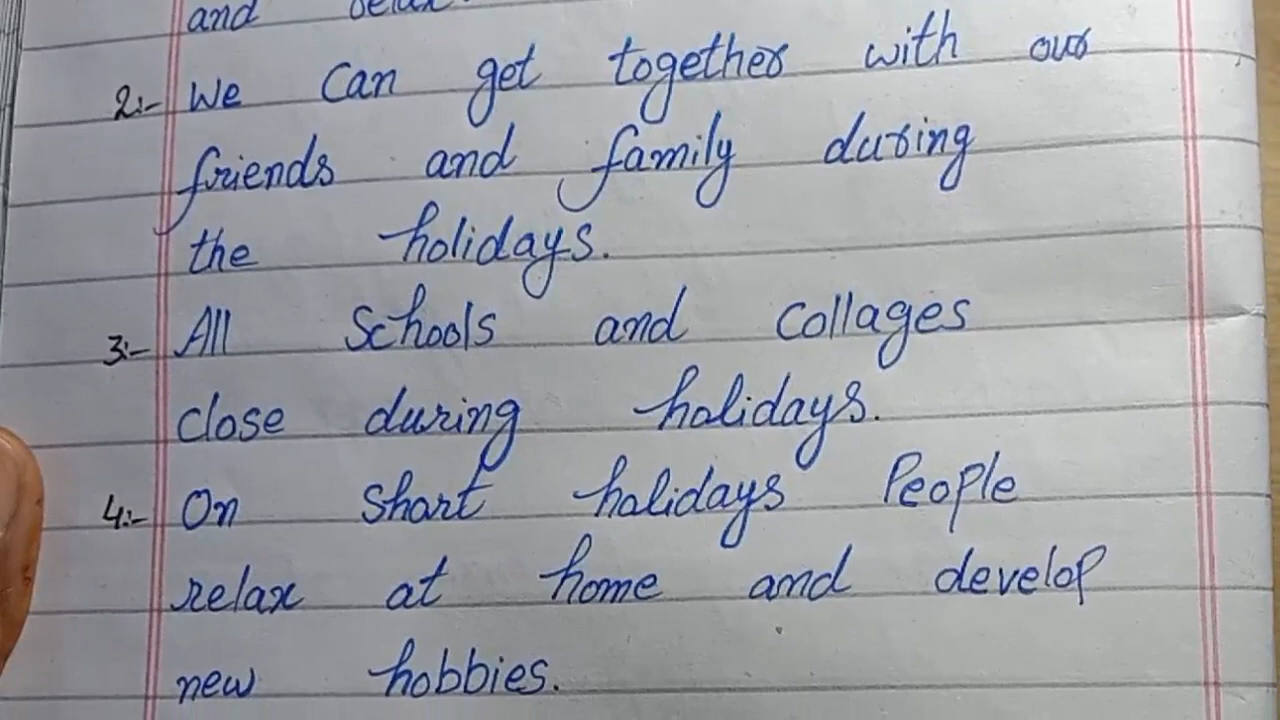 and relax.
2:- We Can get together with our
friends and family during
the holidays.
3:- All Schools and Collages
close during holidays.
4:- On Short holidays People
relax at home and develop
new hobbies.